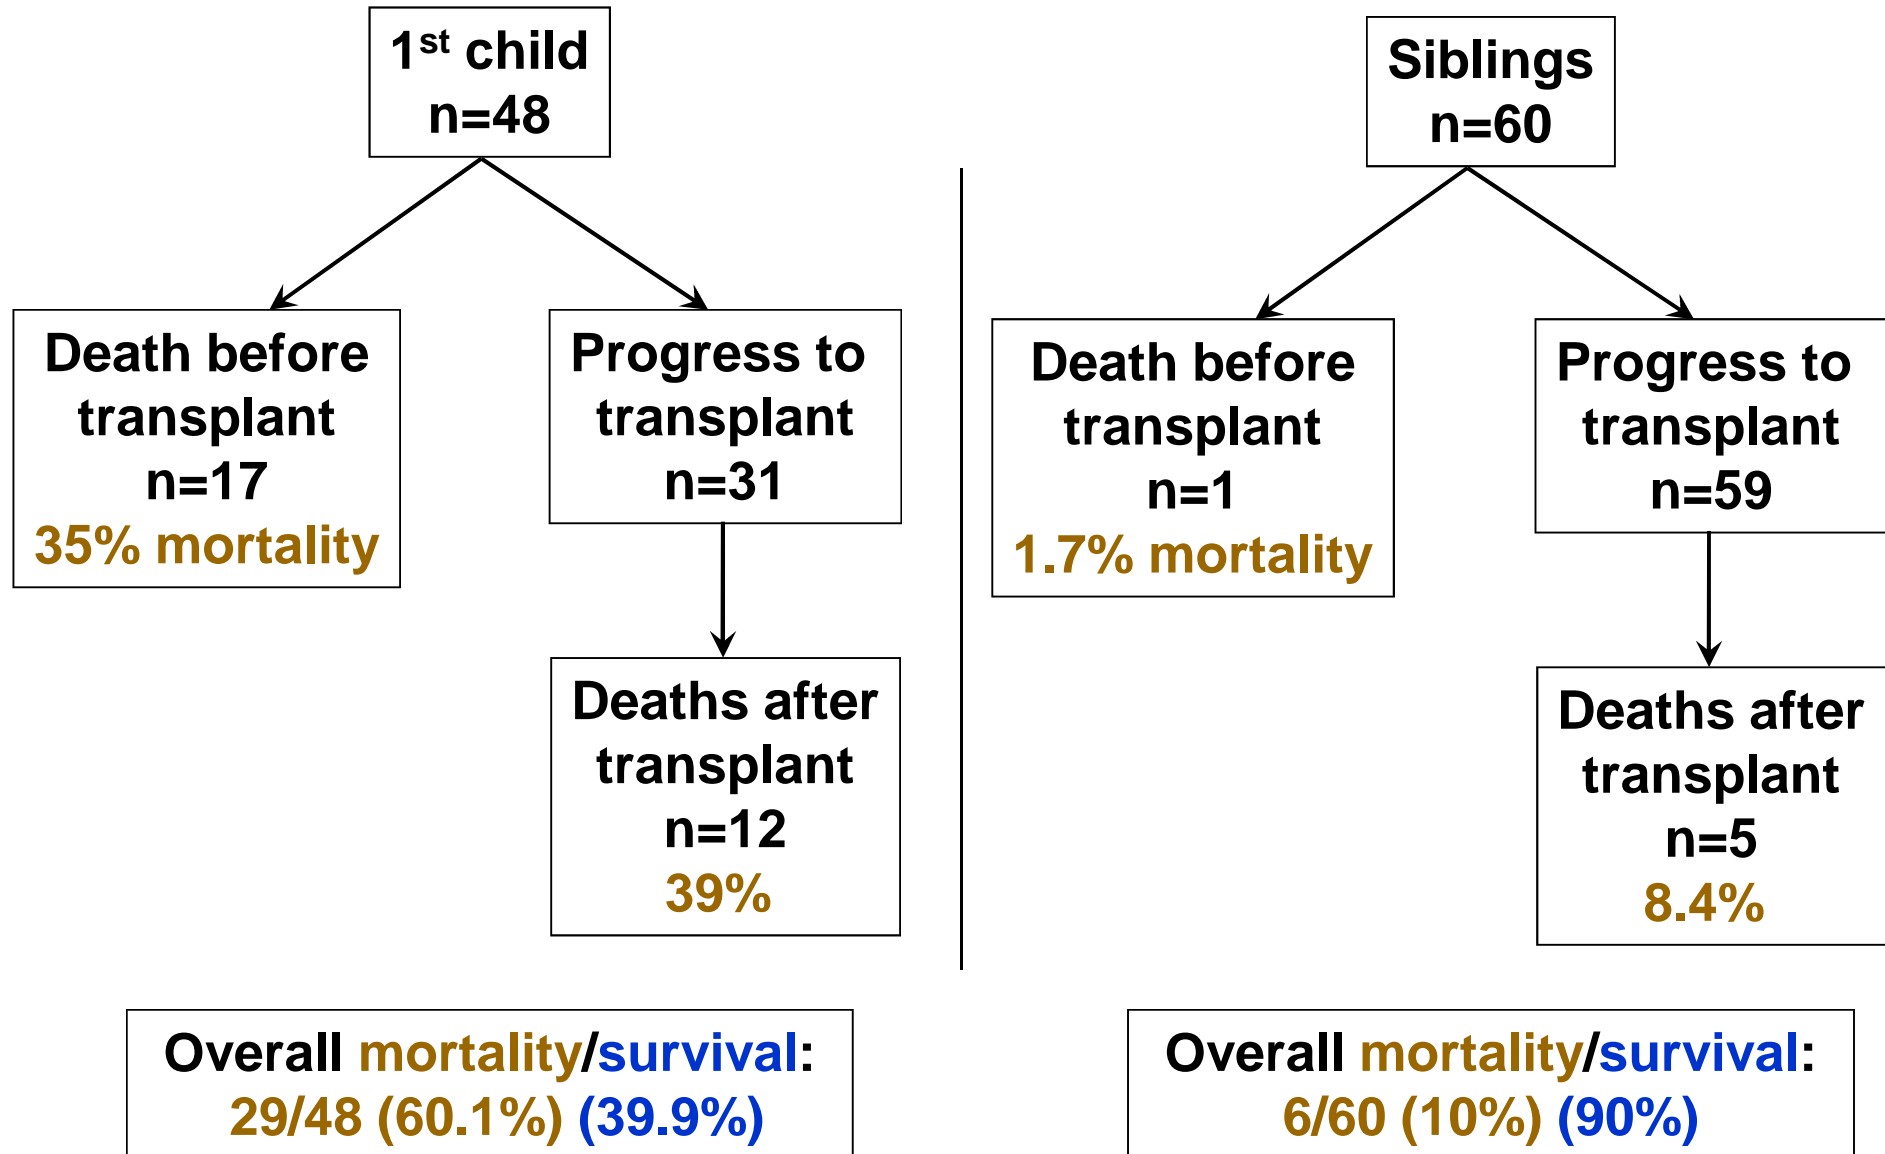 1st child
n=48
Death before
transplant
n=17
35% mortality
Progress to
transplant
n=31
Deaths after
transplant
n=12
39%
Overall mortality/survival:
29/48 (60.1%) (39.9%)
Siblings
n=60
Death before
transplant
n=1
1.7% mortality
Progress to
transplant
n=59
Deaths after
transplant
n=5
8.4%
Overall mortality/survival:
6/60 (10%) (90%)